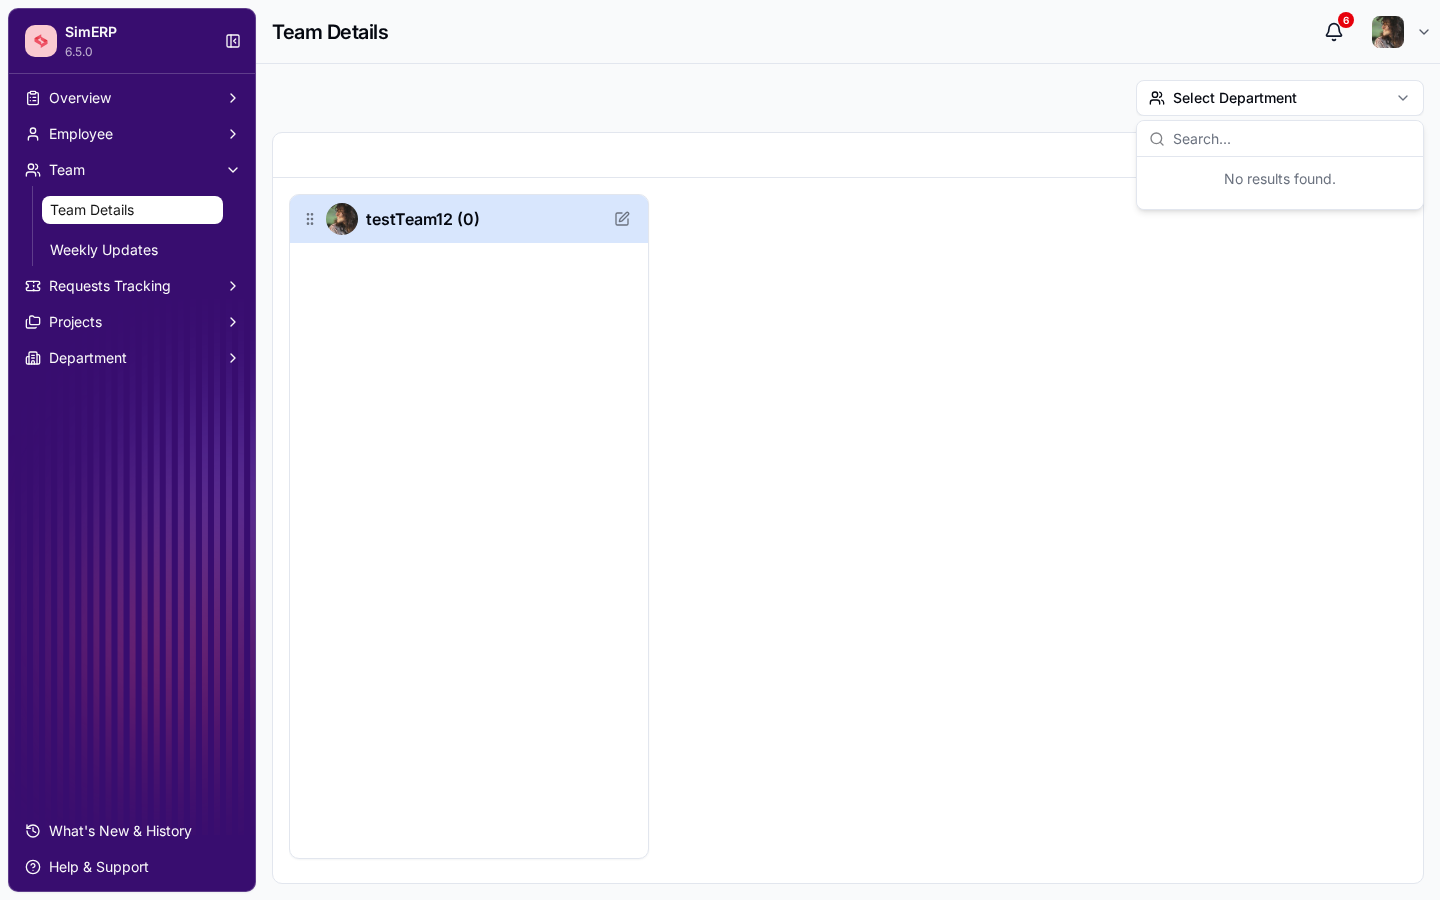 SimERP
6.5.0
Overview
Employee
Team
Team Details
Weekly Updates
Requests Tracking
Projects
Department
What's New & History
Help & Support
Team Details
6
Select Department
Search...
No results found.
testTeam12 (0)